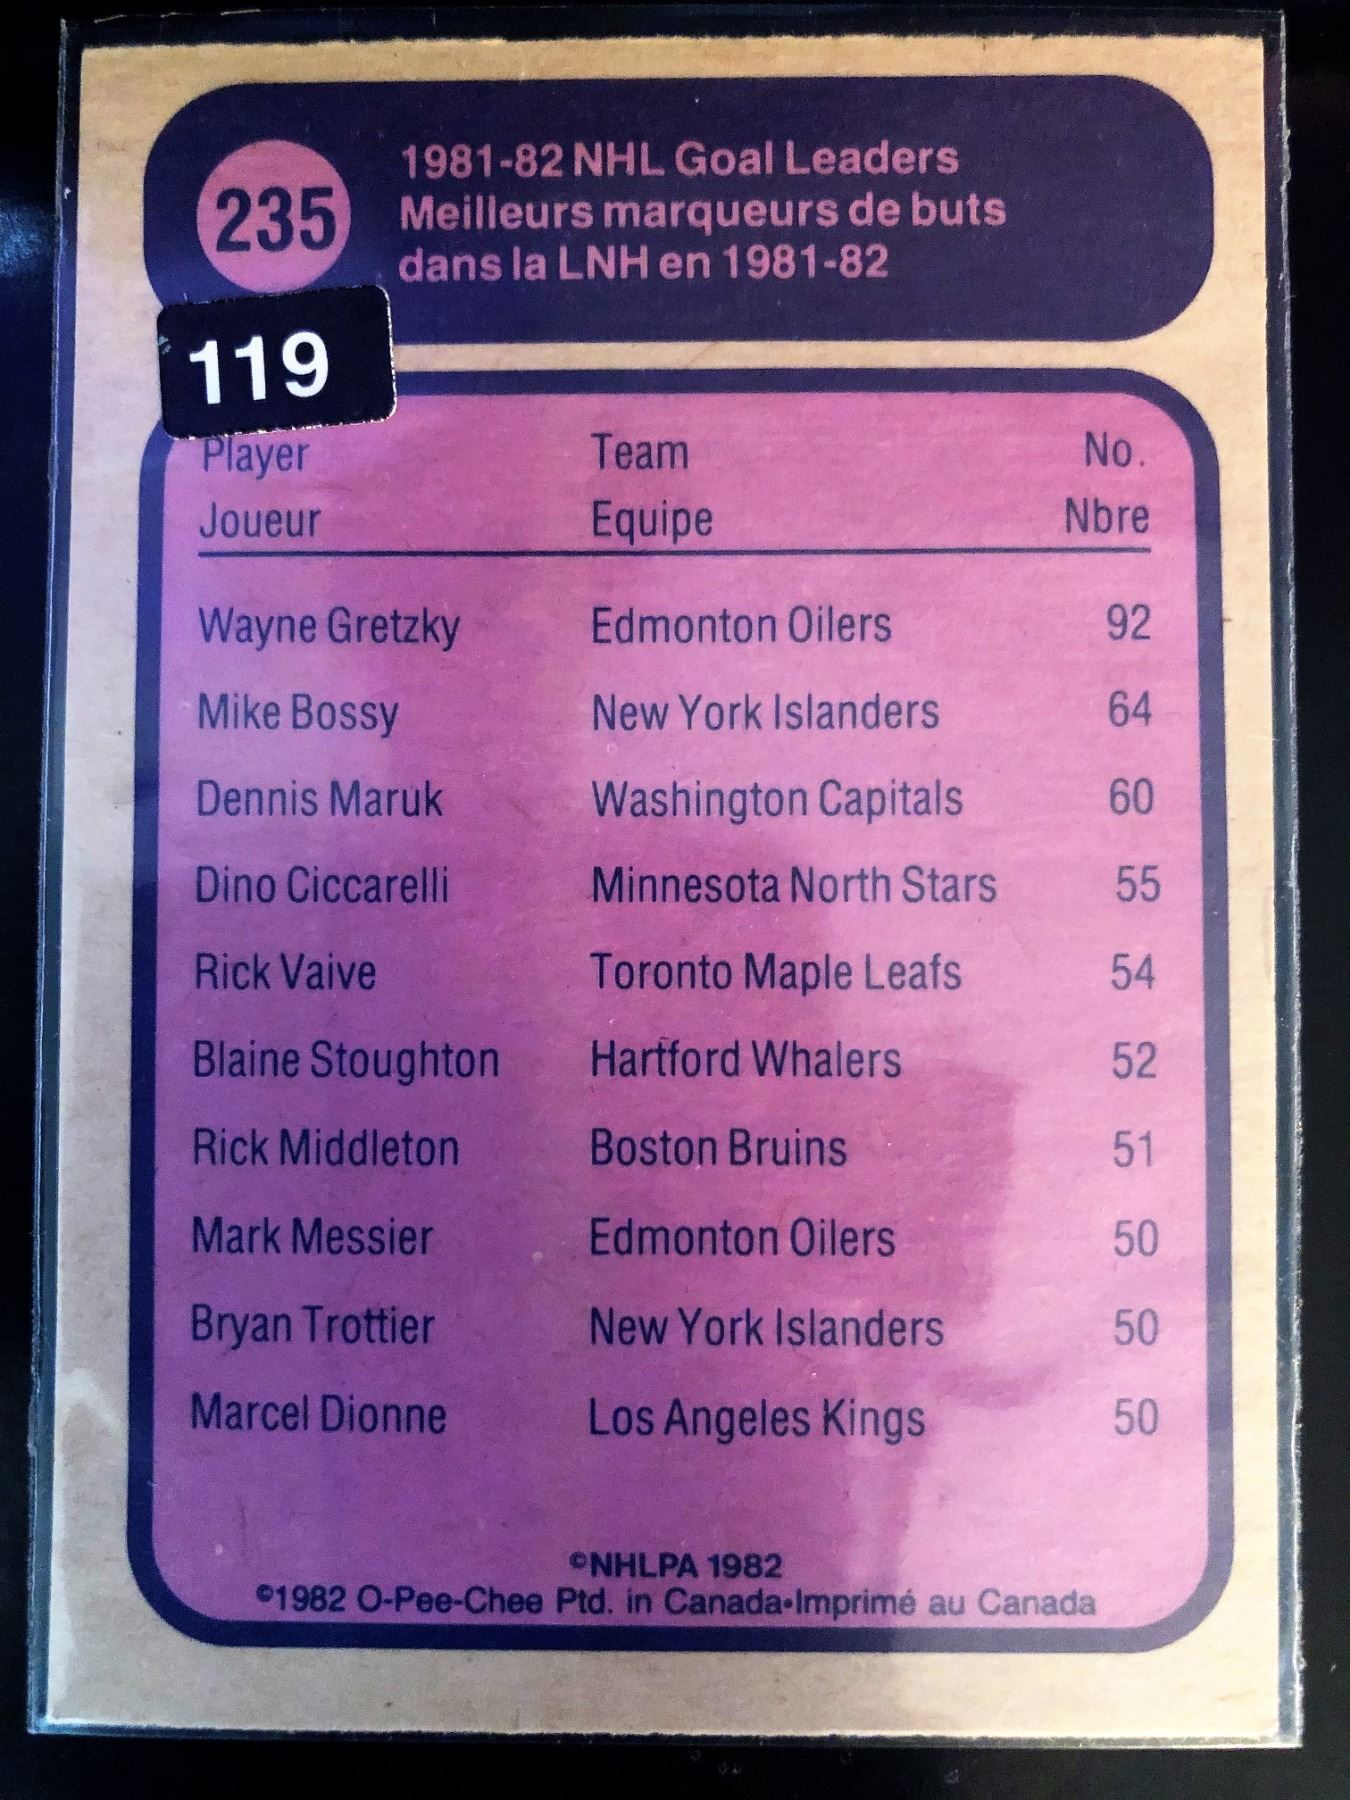 235
1981-82 NHL Goal Leaders
Meilleurs marqueurs de buts
dans la LNH en 1981-82
119
Player Team No.
Joueur Equipe Nbre
Wayne Gretzky Edmonton Oilers 92
Mike Bossy New York Islanders 64
Dennis Maruk Washington Capitals 60
Dino Ciccarelli Minnesota North Stars 55
Rick Vaive Toronto Maple Leafs 54
Blaine Stoughton Hartford Whalers 52
Rick Middleton Boston Bruins 51
Mark Messier Edmonton Oilers 50
Bryan Trottier New York Islanders 50
Marcel Dionne Los Angeles Kings 50
©NHLPA 1982
©1982 O-Pee-Chee Ptd. in Canada•Imprimé au Canada